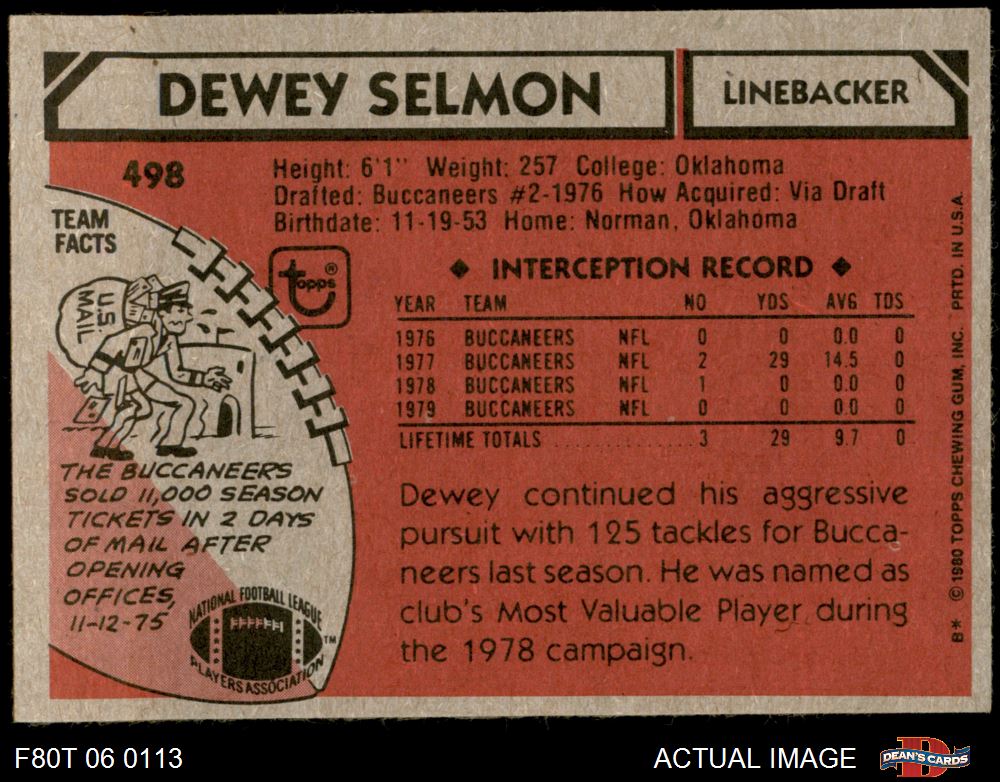 DEWEY SELMON
LINEBACKER
498
Height: 6'1" Weight: 257 College: Oklahoma
Drafted: Buccaneers #2-1976 How Acquired: Via Draft
Birthdate: 11-19-53 Home: Norman, Oklahoma
TEAM
FACTS
U.S.
MAIL
topps®
◆ INTERCEPTION RECORD ◆
YEAR TEAM NO YDS AVG TDS
1976 BUCCANEERS NFL 0 0 0.0 0
1977 BUCCANEERS NFL 2 29 14.5 0
1978 BUCCANEERS NFL 1 0 0.0 0
1979 BUCCANEERS NFL 0 0 0.0 0
LIFETIME TOTALS .................... 3 29 9.7 0
THE BUCCANEERS
SOLD 11,000 SEASON
TICKETS IN 2 DAYS
OF MAIL AFTER
OPENING
OFFICES,
11-12-75
NATIONAL FOOTBALL LEAGUE
PLAYERS ASSOCIATION
TM
Dewey continued his aggressive
pursuit with 125 tackles for Bucca-
neers last season. He was named as
club's Most Valuable Player during
the 1978 campaign.
B* © 1980 TOPPS CHEWING GUM, INC. PRTD. IN U.S.A.
F80T 06 0113
ACTUAL IMAGE
D
DEAN'S CARDS